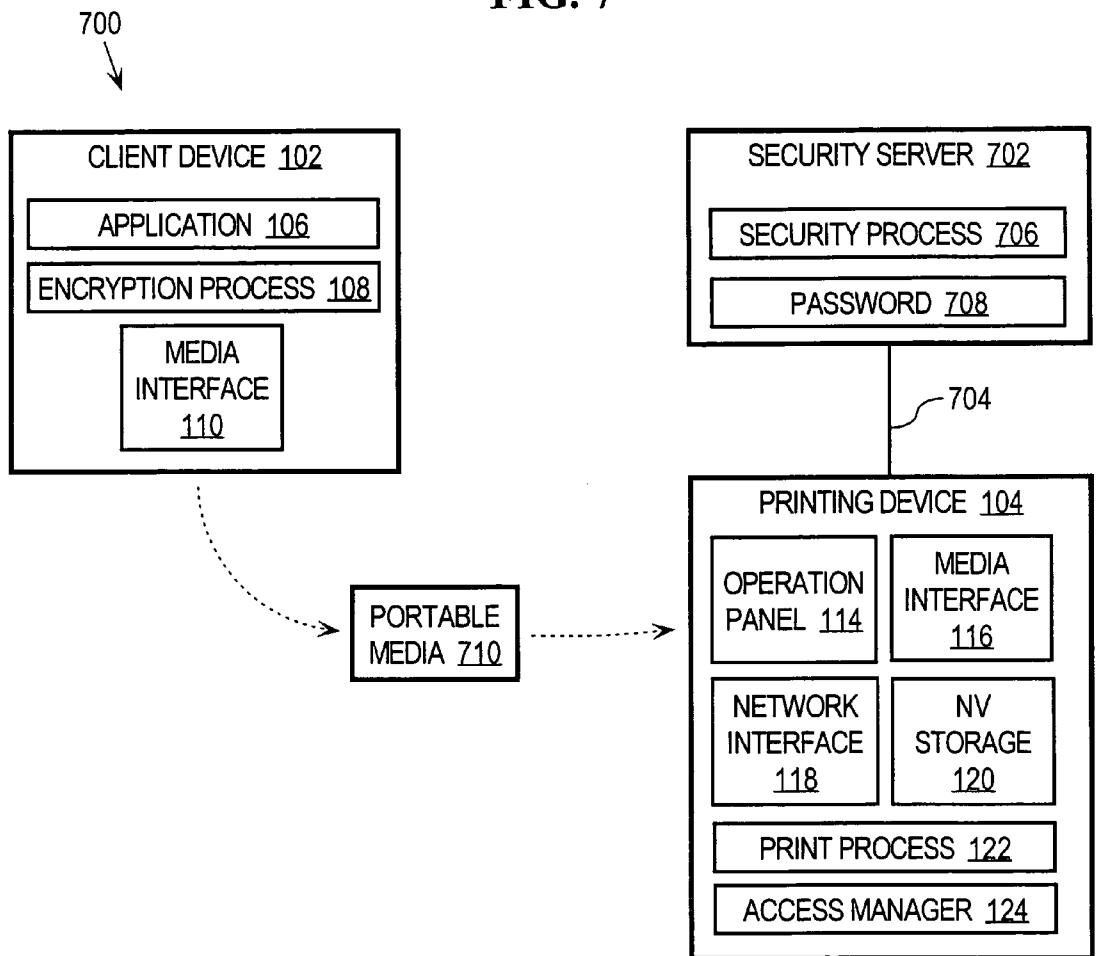 FIG. 7
700
CLIENT DEVICE 102
APPLICATION 106
ENCRYPTION PROCESS 108
MEDIA
INTERFACE
110
SECURITY SERVER 702
SECURITY PROCESS 706
PASSWORD 708
704
PORTABLE
MEDIA 710
PRINTING DEVICE 104
OPERATION
PANEL 114
MEDIA
INTERFACE
116
NETWORK
INTERFACE
118
NV
STORAGE
120
PRINT PROCESS 122
ACCESS MANAGER 124